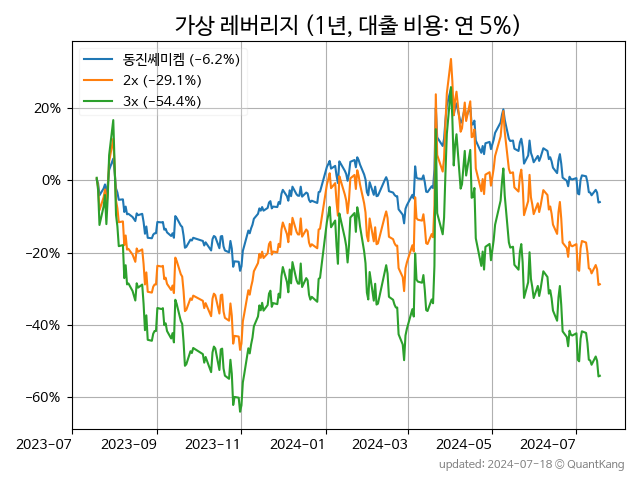 가상 레버리지 (1년, 대출 비용: 연 5%)
동진쎄미켐 (−6.2%)
2x (−29.1%)
3x (−54.4%)
20%
0%
−20%
−40%
−60%
2023-07
2023-09
2023-11
2024-01
2024-03
2024-05
2024-07
updated: 2024-07-18 ⓒ QuantKang